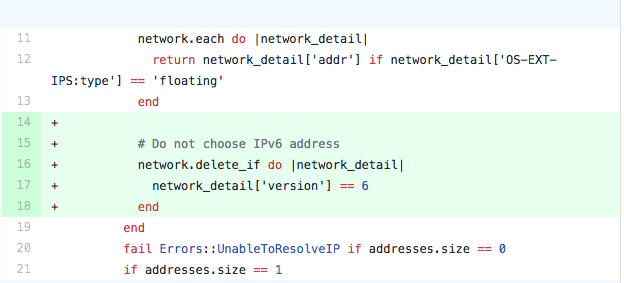 11 network.each do |network_detail|
12 return network_detail['addr'] if network_detail['OS-EXT-
IPS:type'] == 'floating'
13 end
14 +
15 + # Do not choose IPv6 address
16 + network.delete_if do |network_detail|
17 + network_detail['version'] == 6
18 + end
19 end
20 fail Errors::UnableToResolveIP if addresses.size == 0
21 if addresses.size == 1